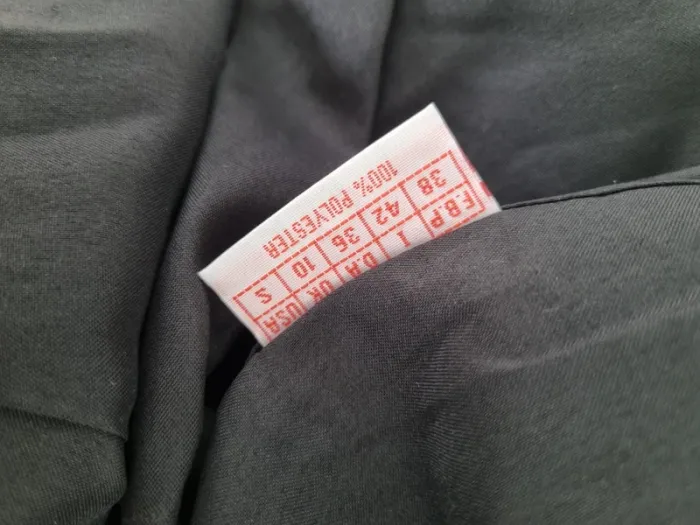 F.B.P I D.A UK USA
38 42 36 10 S
100% POLYESTER